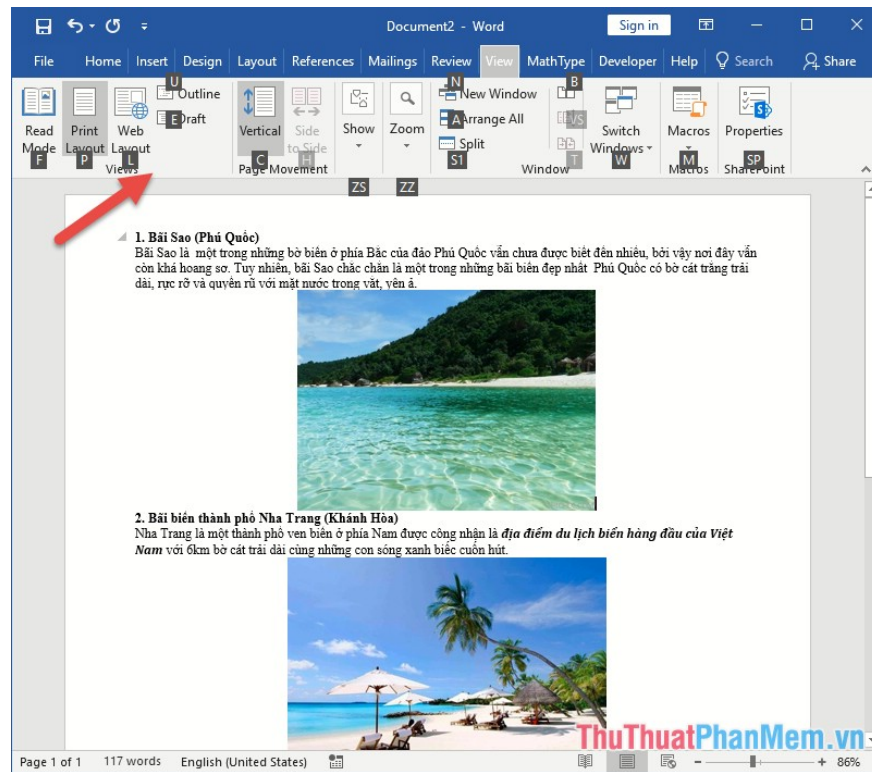 Document2 - Word
Sign in
File Home Insert Design Layout References Mailings Review View MathType Developer Help Search Share
Read Mode
F
Print Layout
P
Web Layout
L
Outline
U
Draft
E
Views
Vertical
C
Side to Side
H
Page Movement
Show
ZS
Zoom
ZZ
New Window
N
Arrange All
A
Split
S1
B
VS
T
Switch Windows
W
Window
Macros
M
Macros
Properties
SP
SharePoint
1. Bãi Sao (Phú Quốc)
Bãi Sao là một trong những bờ biển ở phía Bắc của đảo Phú Quốc vẫn chưa được biết đến nhiều, bởi vậy nơi đây vẫn
còn khá hoang sơ. Tuy nhiên, bãi Sao chắc chắn là một trong những bãi biển đẹp nhất Phú Quốc có bờ cát trắng trải
dài, rực rỡ và quyến rũ với mặt nước trong vắt, yên ả.
2. Bãi biển thành phố Nha Trang (Khánh Hòa)
Nha Trang là một thành phố ven biển ở phía Nam được công nhận là địa điểm du lịch biển hàng đầu của Việt
Nam với 6km bờ cát trải dài cùng những con sóng xanh biếc cuốn hút.
ThuThuatPhanMem.vn
Page 1 of 1 117 words English (United States) 86%